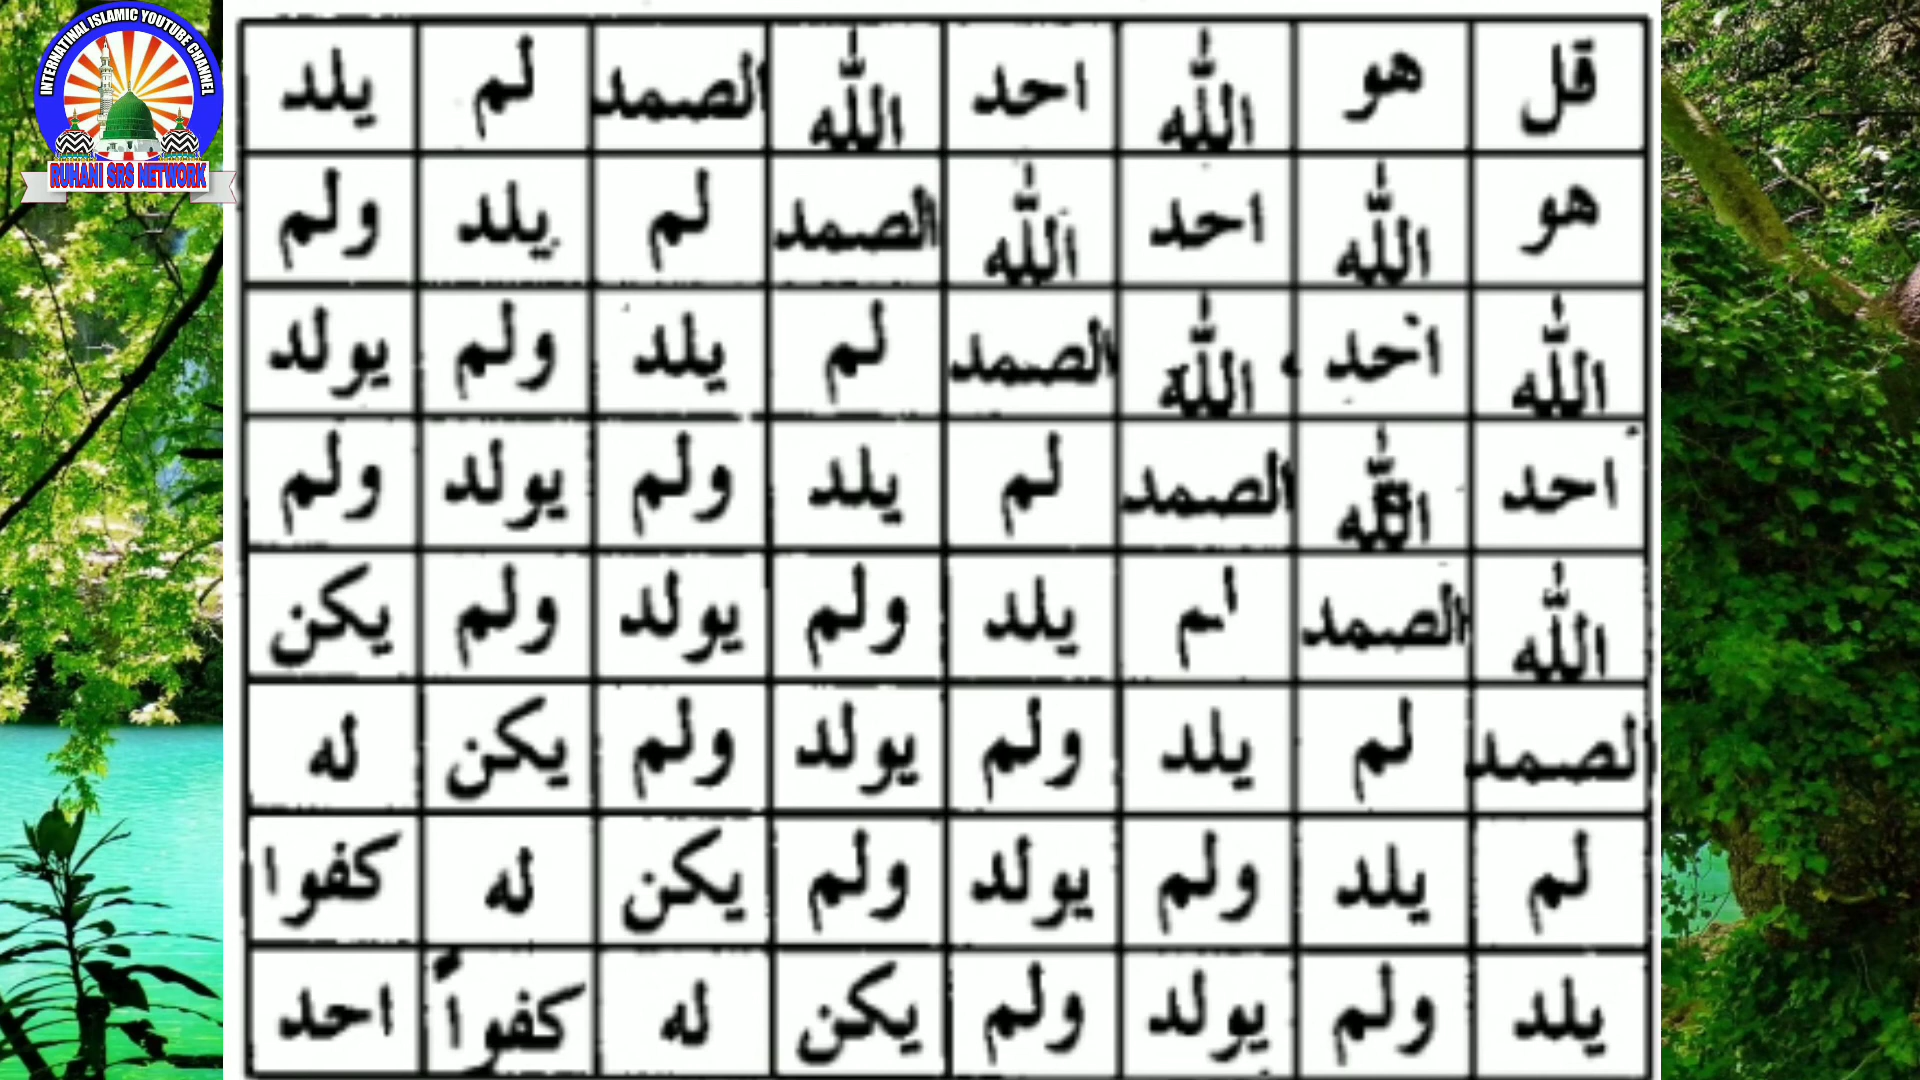 INTERNATINAL ISLAMIC YOUTUBE CHANNEL
RUHANI SRS NETWORK
قل هو الله احد الله الصمد لم يلد
هو الله احد الله الصمد لم يلد ولم
الله احد الله الصمد لم يلد ولم يولد
احد الله الصمد لم يلد ولم يولد ولم
الله الصمد لم يلد ولم يولد ولم يكن
الصمد لم يلد ولم يولد ولم يكن له
لم يلد ولم يولد ولم يكن له كفوا
يلد ولم يولد ولم يكن له كفواً احد